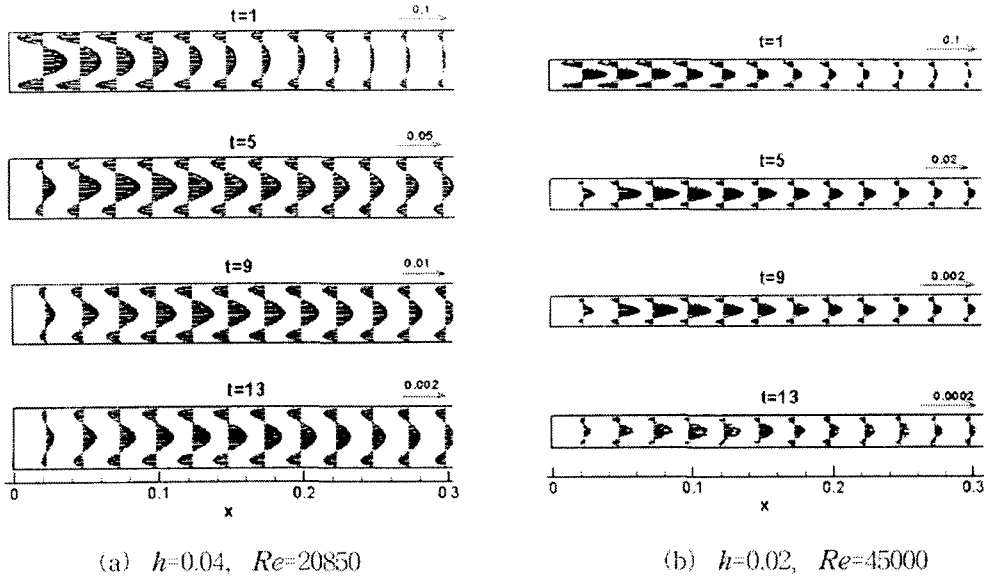 t=1
0.1
t=5
0.05
t=9
0.01
t=13
0.002
0 0.1 0.2 0.3
x
(a) h=0.04, Re=20850
t=1
0.1
t=5
0.02
t=9
0.002
t=13
0.0002
0 0.1 0.2 0.3
x
(b) h=0.02, Re=45000